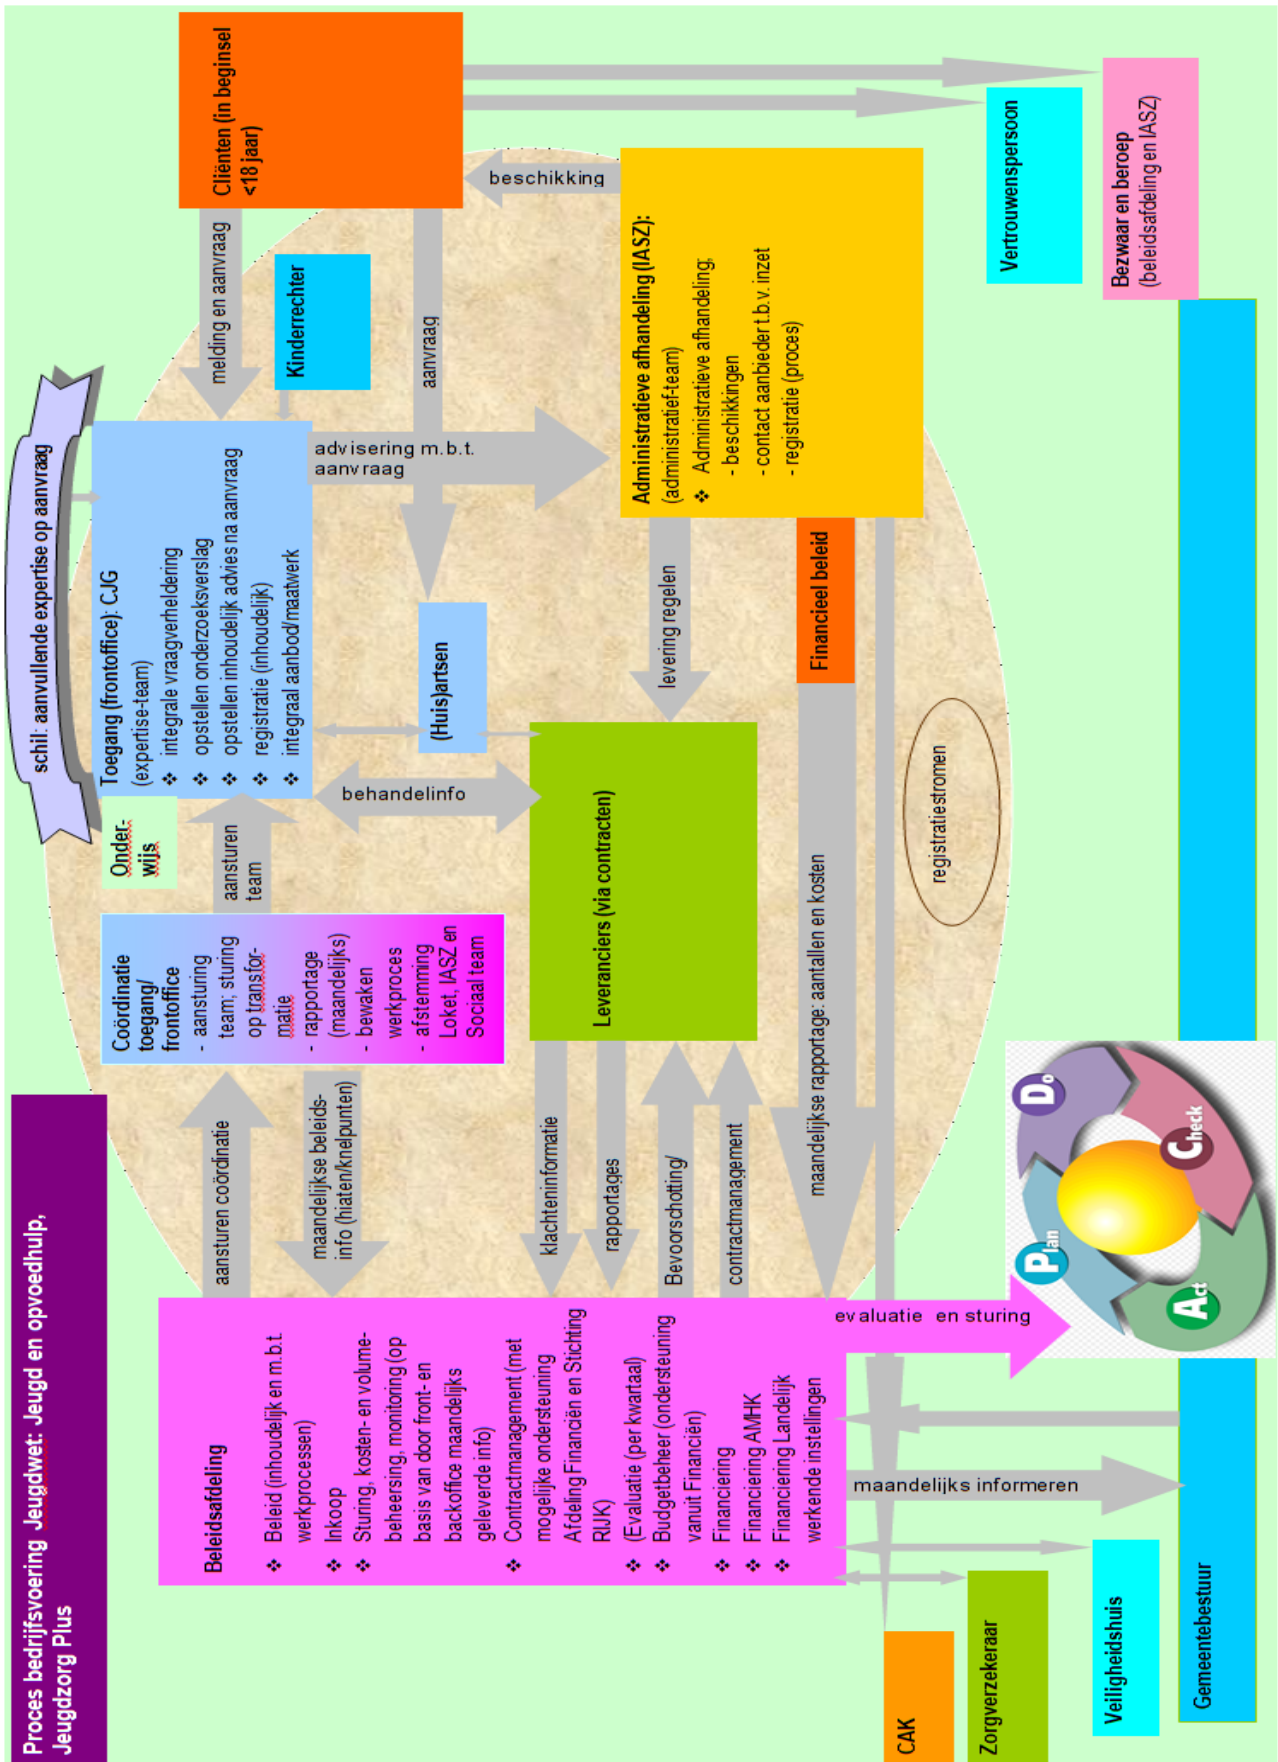 Proces bedrijfsvoering Jeugdwet: Jeugd en opvoedhulp,
Jeugdzorg Plus
schil: aanvullende expertise op aanvraag
Beleidsafdeling
❖ Beleid (inhoudelijk en m.b.t.
werkprocessen)
❖ Inkoop
❖ Sturing, kosten- en volume-
beheersing, monitoring (op
basis van door front- en
backoffice maandelijks
geleverde info)
❖ Contractmanagement (met
mogelijke ondersteuning
Afdeling Financiën en Stichting
RIJK)
❖ (Evaluatie (per kwartaal)
❖ Budgetbeheer (ondersteuning
vanuit Financiën)
❖ Financiering
❖ Financiering AMHK
❖ Financiering Landelijk
werkende instellingen
aansturen coördinatie
maandelijkse beleids-
info (hiaten/knelpunten)
klachteninformatie
rapportages
Bevoorschotting/
contractmanagement
Coördinatie
toegang/
frontoffice
- aansturing
team; sturing
op transfor-
matie
- rapportage
(maandelijks)
- bewaken
werkproces
- afstemming
Loket, IASZ en
Sociaal team
Onder-
wijs
aansturen
team
Toegang (frontoffice): CJG
(expertise-team)
❖ integrale vraagverheldering
❖ opstellen onderzoeksverslag
❖ opstellen inhoudelijk advies na aanvraag
❖ registratie (inhoudelijk)
❖ integraal aanbod/maatwerk
behandelinfo
(Huis)artsen
Leveranciers (via contracten)
melding en aanvraag
Kinderrechter
aanvraag
advisering m.b.t.
aanvraag
Cliënten (in beginsel
<18 jaar)
beschikking
levering regelen
Administratieve afhandeling (IASZ):
(administratief-team)
❖ Administratieve afhandeling;
- beschikkingen
- contact aanbieder t.b.v. inzet
- registratie (proces)
Financieel beleid
maandelijkse rapportage: aantallen en kosten
registratiestromen
evaluatie en sturing
Plan
Do
Check
Act
maandelijks informeren
CAK
Zorgverzekeraar
Veiligheidshuis
Gemeentebestuur
Vertrouwenspersoon
Bezwaar en beroep
(beleidsafdeling en IASZ)